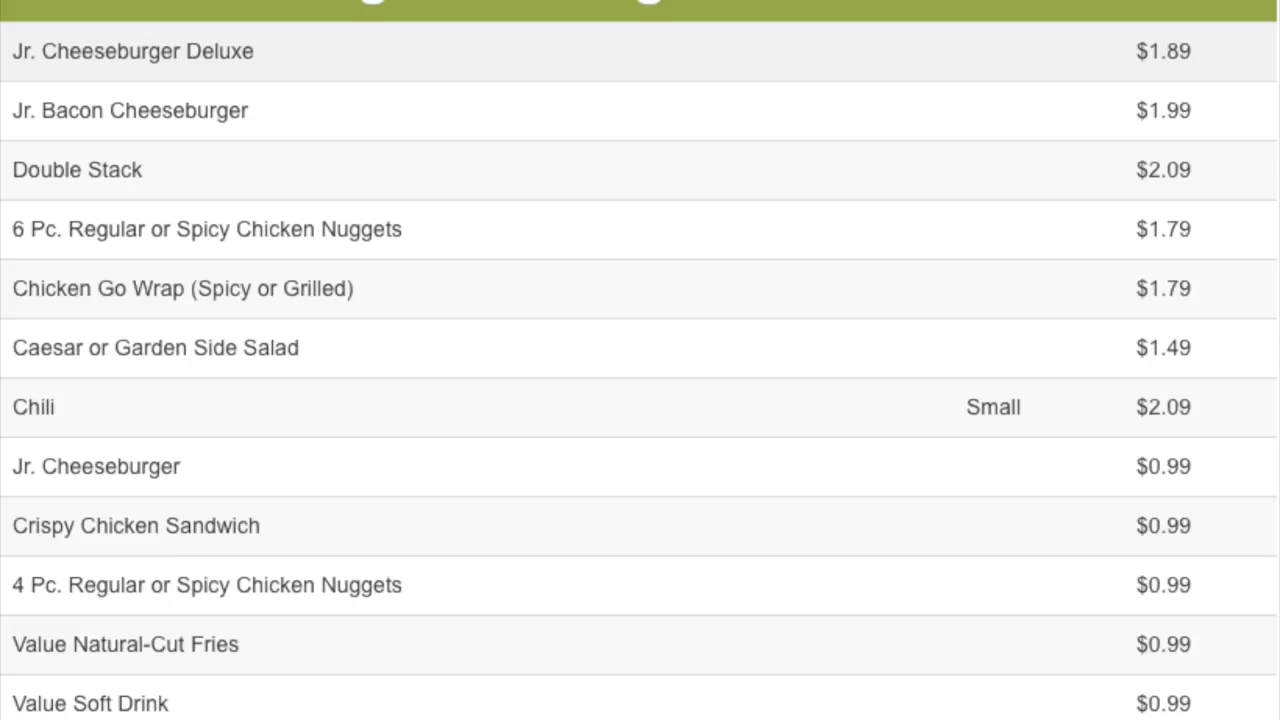 Jr. Cheeseburger Deluxe $1.89
Jr. Bacon Cheeseburger $1.99
Double Stack $2.09
6 Pc. Regular or Spicy Chicken Nuggets $1.79
Chicken Go Wrap (Spicy or Grilled) $1.79
Caesar or Garden Side Salad $1.49
Chili Small $2.09
Jr. Cheeseburger $0.99
Crispy Chicken Sandwich $0.99
4 Pc. Regular or Spicy Chicken Nuggets $0.99
Value Natural-Cut Fries $0.99
Value Soft Drink $0.99